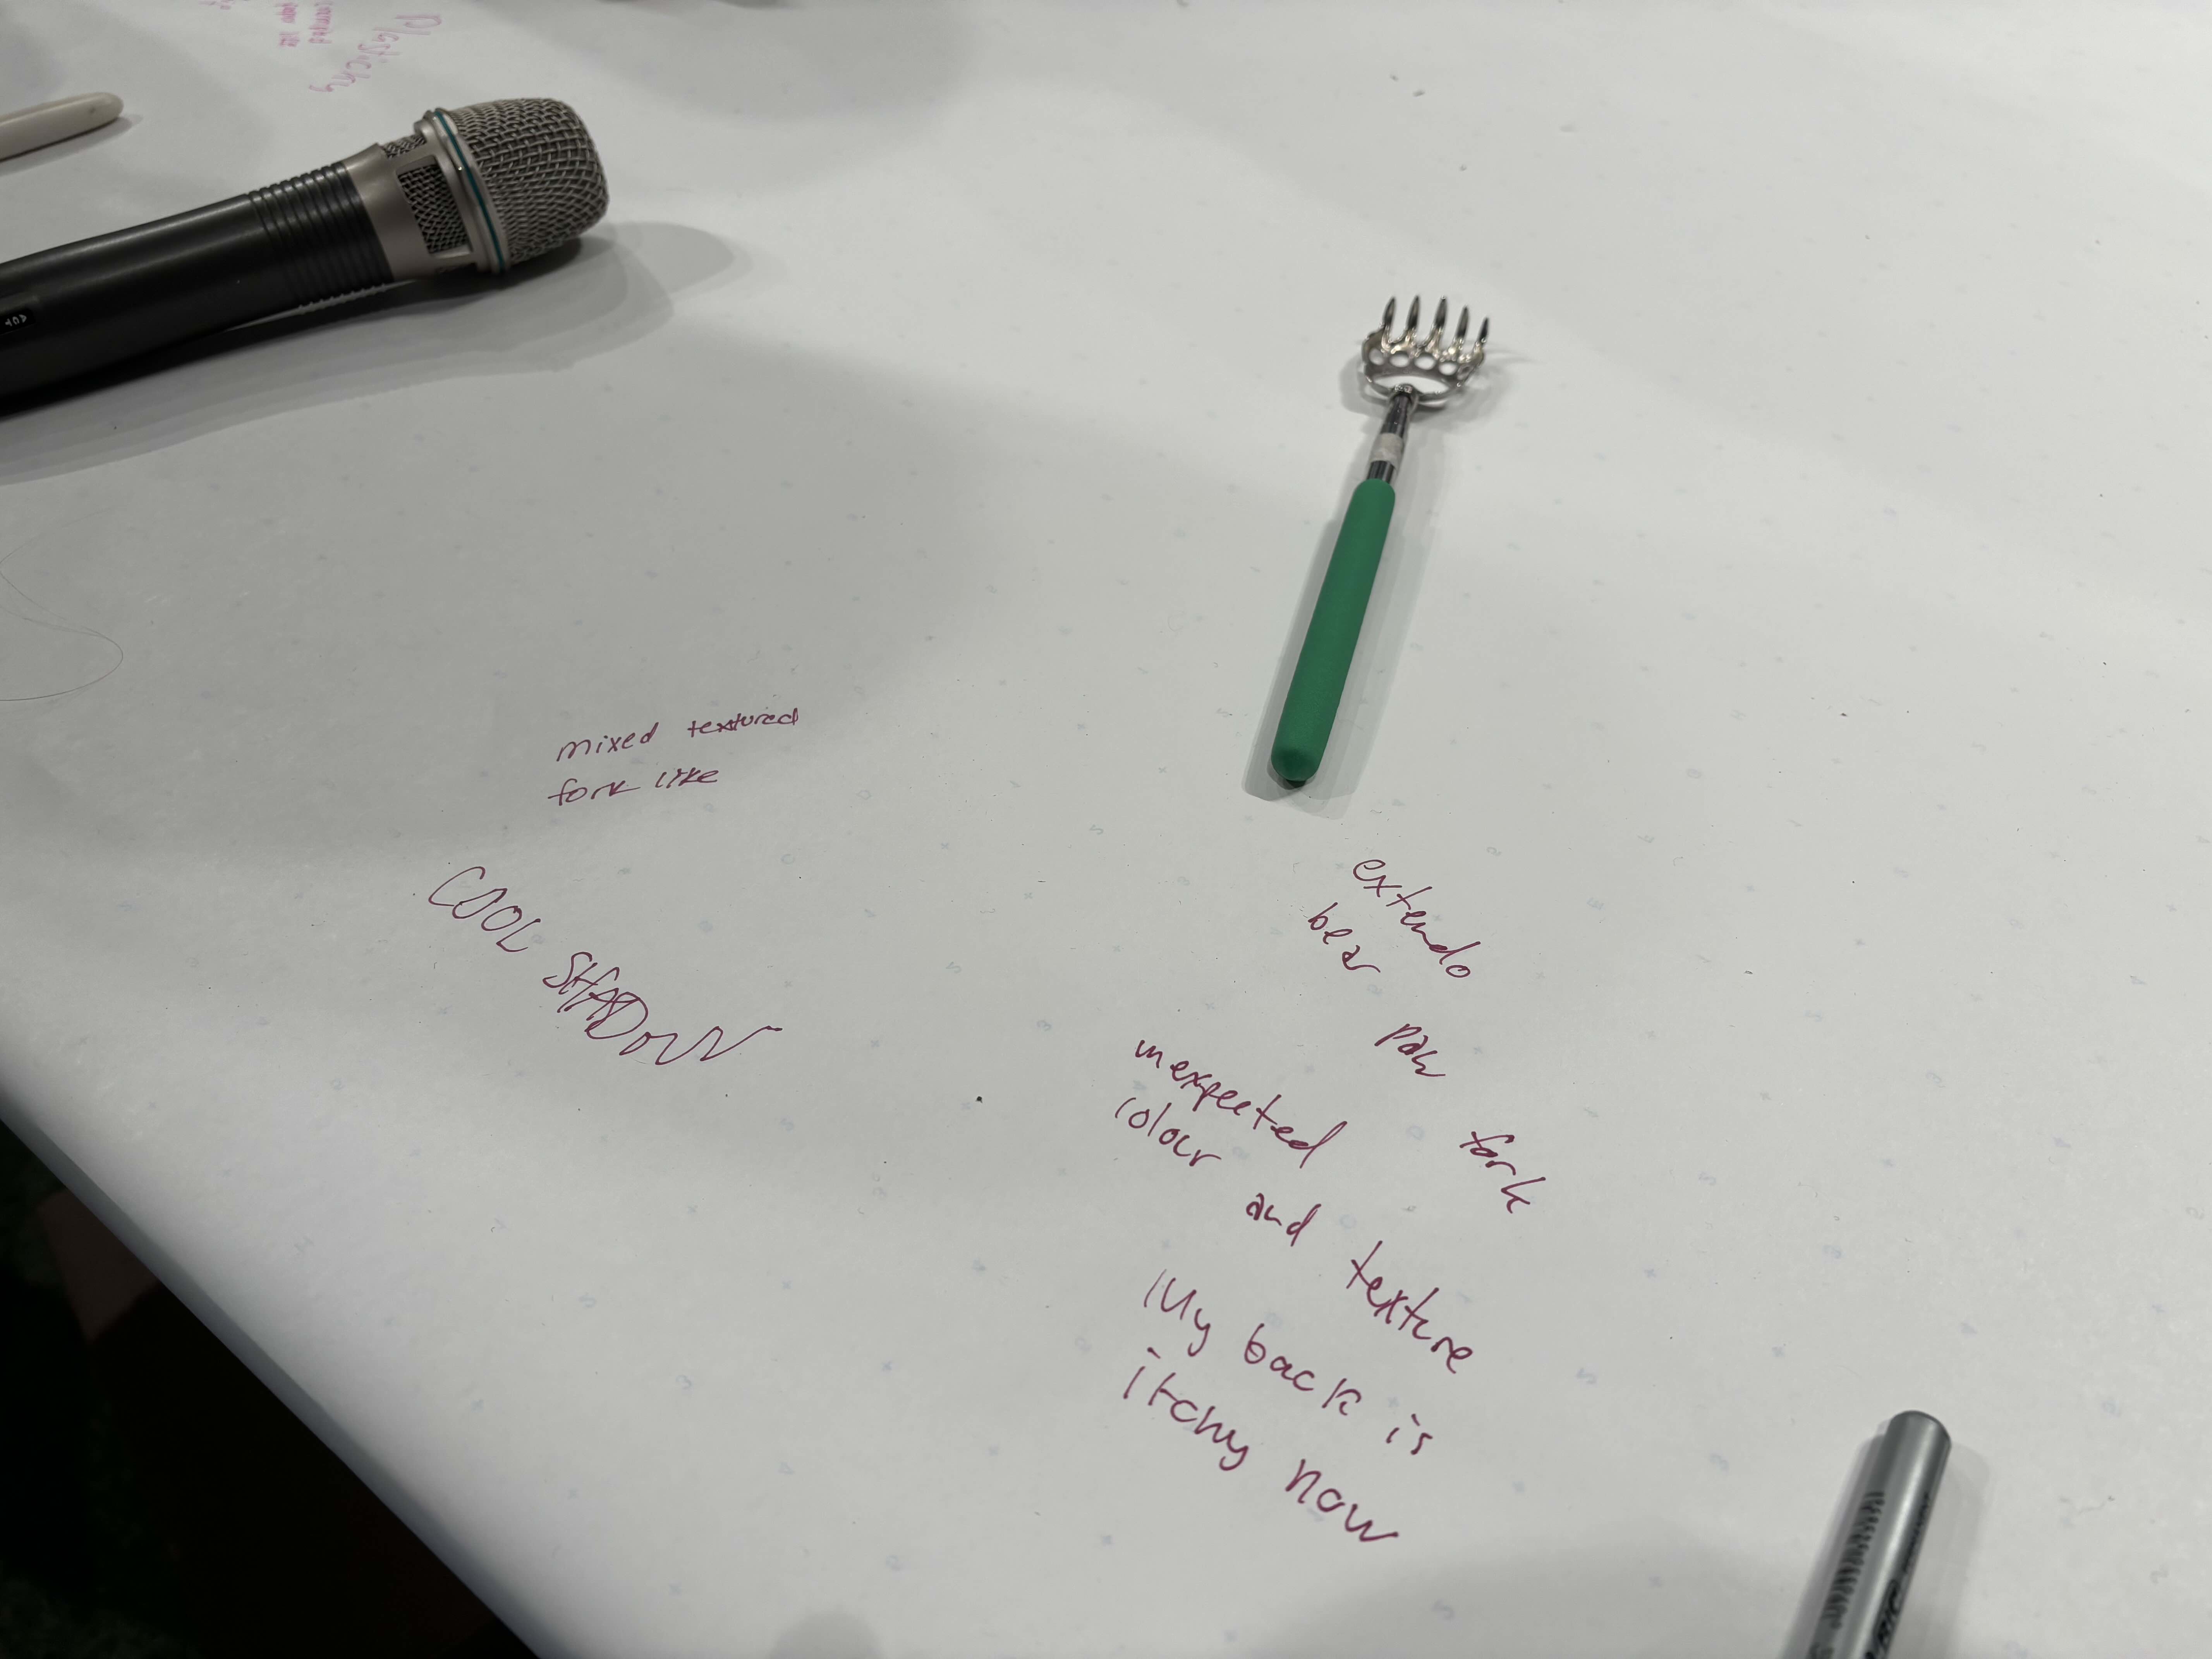 Plasticky
mixed textured
fork like
COOL SHADOW
extendo
bear paw fork
unexpected
colour and texture
My back is
itchy now